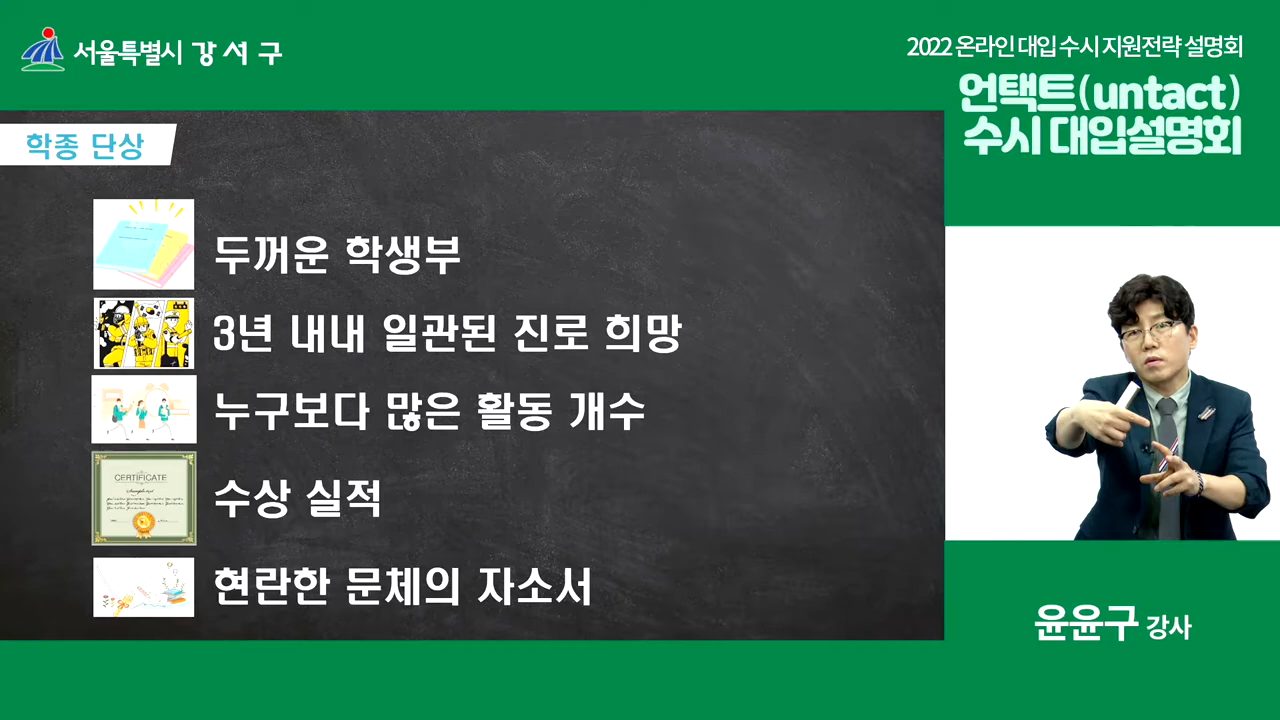 서울특별시 강서구
2022 온라인 대입 수시 지원전략 설명회
언택트(untact)
수시 대입설명회
학종 단상
두꺼운 학생부
3년 내내 일관된 진로 희망
누구보다 많은 활동 개수
CERTIFICATE
수상 실적
현란한 문체의 자소서
윤윤구 강사